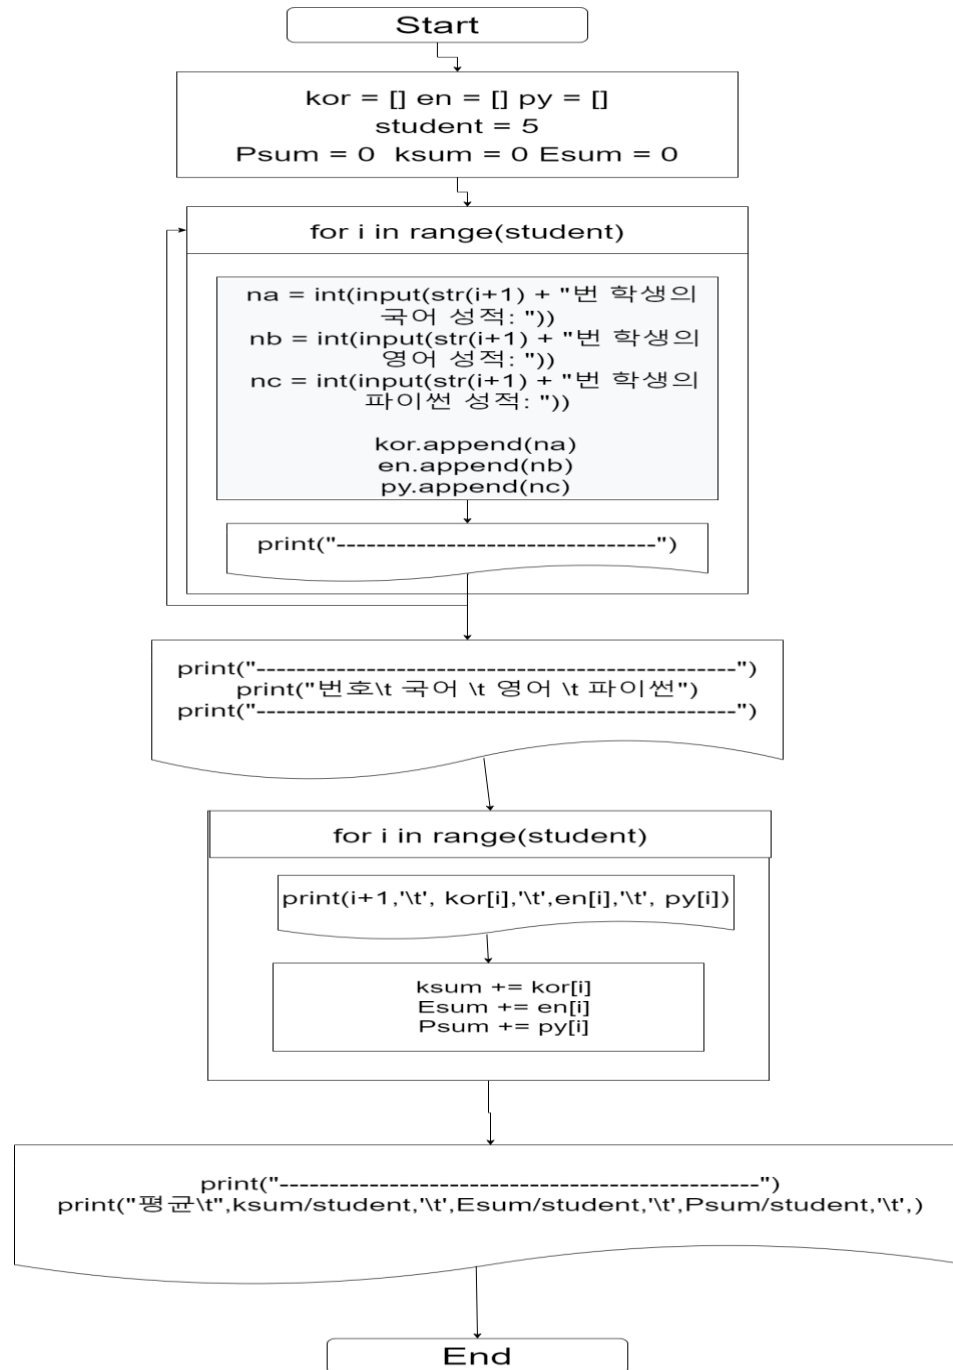 Start
kor = [] en = [] py = []
student = 5
Psum = 0  ksum = 0 Esum = 0
for i in range(student)
na = int(input(str(i+1) + "번 학생의
국어 성적: "))
nb = int(input(str(i+1) + "번 학생의
영어 성적: "))
nc = int(input(str(i+1) + "번 학생의
파이썬 성적: "))
kor.append(na)
en.append(nb)
py.append(nc)
print("--------------------------------")
print("------------------------------------------------")
print("번호\t 국어 \t 영어 \t 파이썬")
print("------------------------------------------------")
for i in range(student)
print(i+1,'\t', kor[i],'\t',en[i],'\t', py[i])
ksum += kor[i]
Esum += en[i]
Psum += py[i]
print("------------------------------------------------")
print("평균\t",ksum/student,'\t',Esum/student,'\t',Psum/student,'\t',)
End